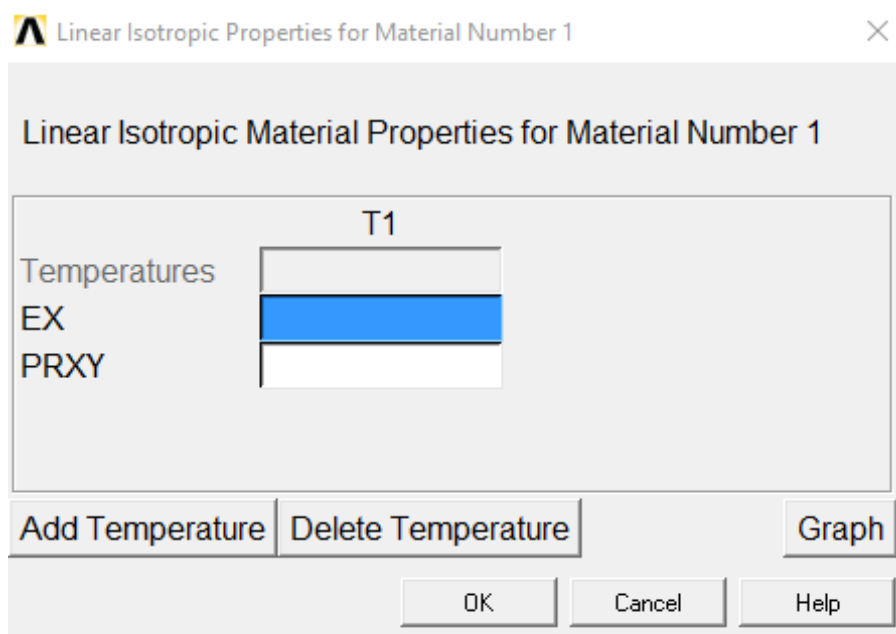 Linear Isotropic Properties for Material Number 1
Linear Isotropic Material Properties for Material Number 1
T1
Temperatures
EX
PRXY
Add Temperature Delete Temperature Graph
OK Cancel Help